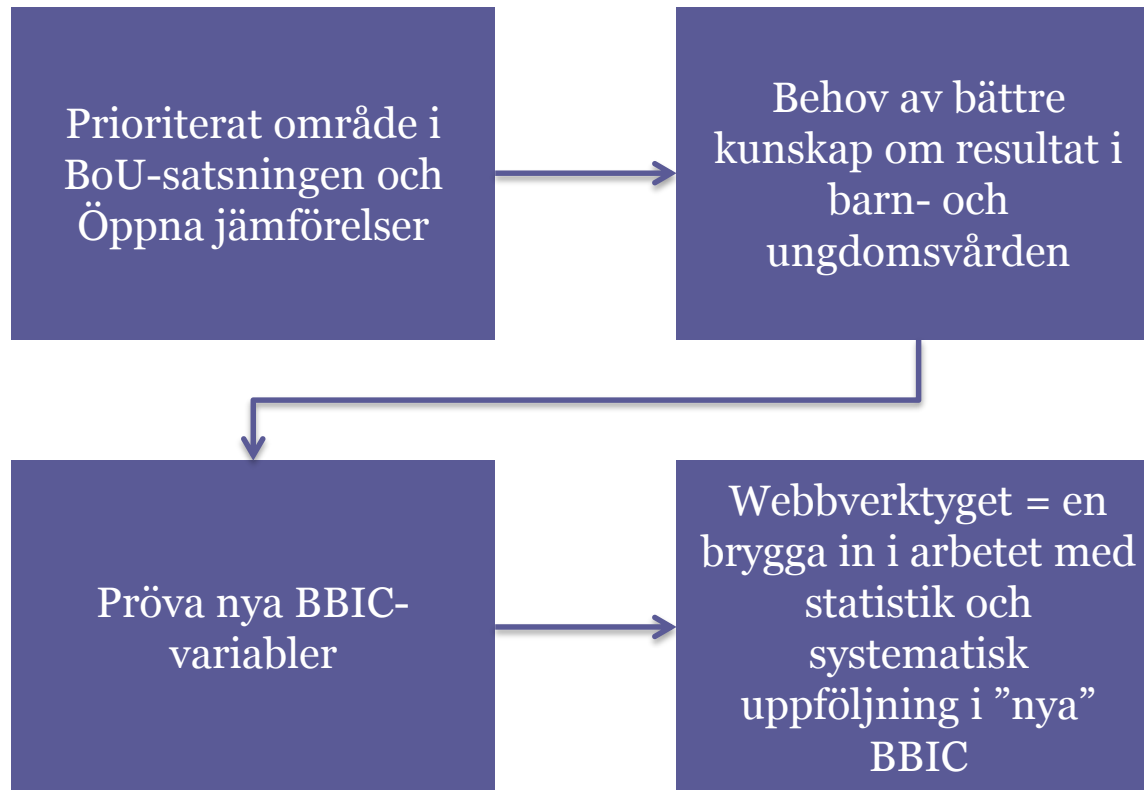 Prioriterat område i
BoU-satsningen och
Öppna jämförelser
Behov av bättre
kunskap om resultat i
barn- och
ungdomsvården
Pröva nya BBIC-
variabler
Webbverktyget = en
brygga in i arbetet med
statistik och
systematisk
uppföljning i ”nya”
BBIC